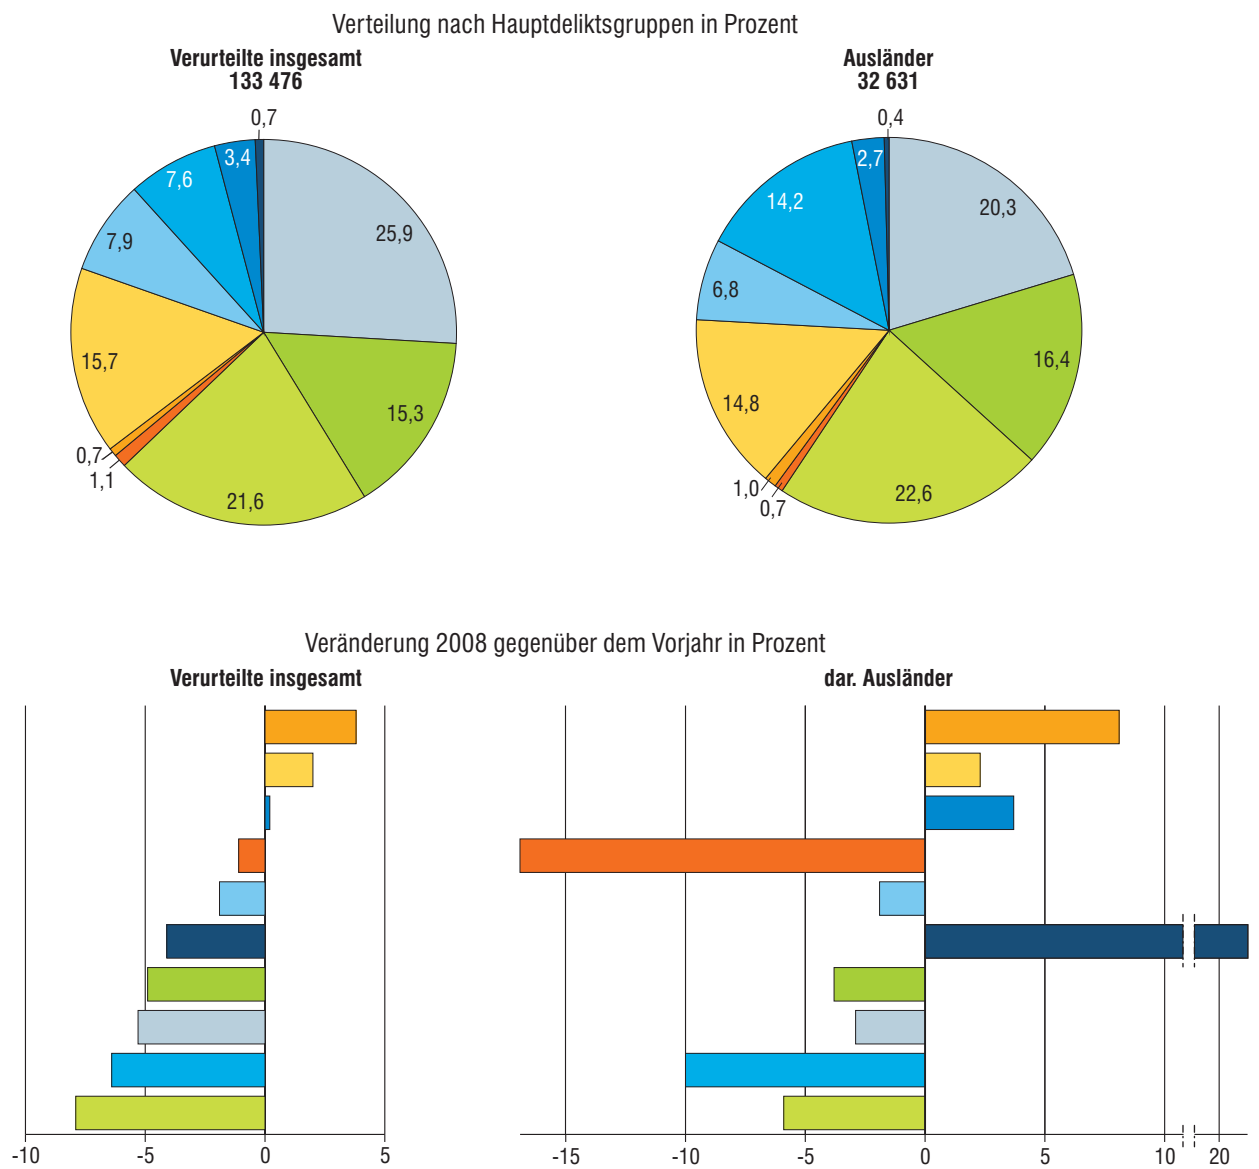 Verteilung nach Hauptdeliktsgruppen in Prozent
Verurteilte insgesamt
133 476
Ausländer
32 631
0,7
3,4
7,6
25,9
7,9
15,7
15,3
0,7
1,1
21,6
0,4
2,7
14,2
20,3
6,8
16,4
14,8
1,0
0,7
22,6
Veränderung 2008 gegenüber dem Vorjahr in Prozent
Verurteilte insgesamt
dar. Ausländer
-10 -5 0 5
-15 -10 -5 0 5 10 20